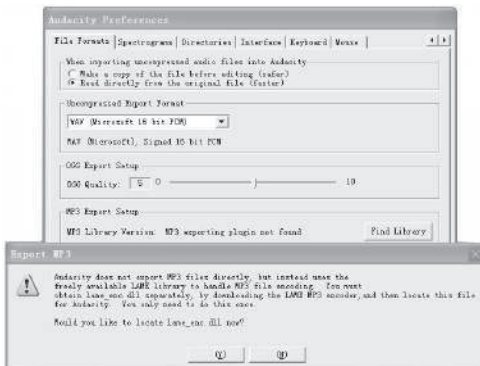 Audacity Preferences
File Formats | Spectrograms | Directories | Interface | Keyboard | Mouse |
When importing uncompressed audio files into Audacity
Make a copy of the file before editing (safer)
Read directly from the original file (faster)
Uncompressed Export Format
WAV (Microsoft 16 bit PCM)
WAV (Microsoft), Signed 16 bit PCM
OGG Export Setup
OGG Quality: 5 0 10
MP3 Export Setup
MP3 Library Version: MP3 exporting plugin not found Find Library
Export MP3
Audacity does not export MP3 files directly, but instead uses the
freely available LAME library to handle MP3 file encoding. You must
obtain lame_enc.dll separately, by downloading the LAME MP3 encoder, and then locate this file
for Audacity. You only need to do this once.
Would you like to locate lame_enc.dll now?
(Y) (N)